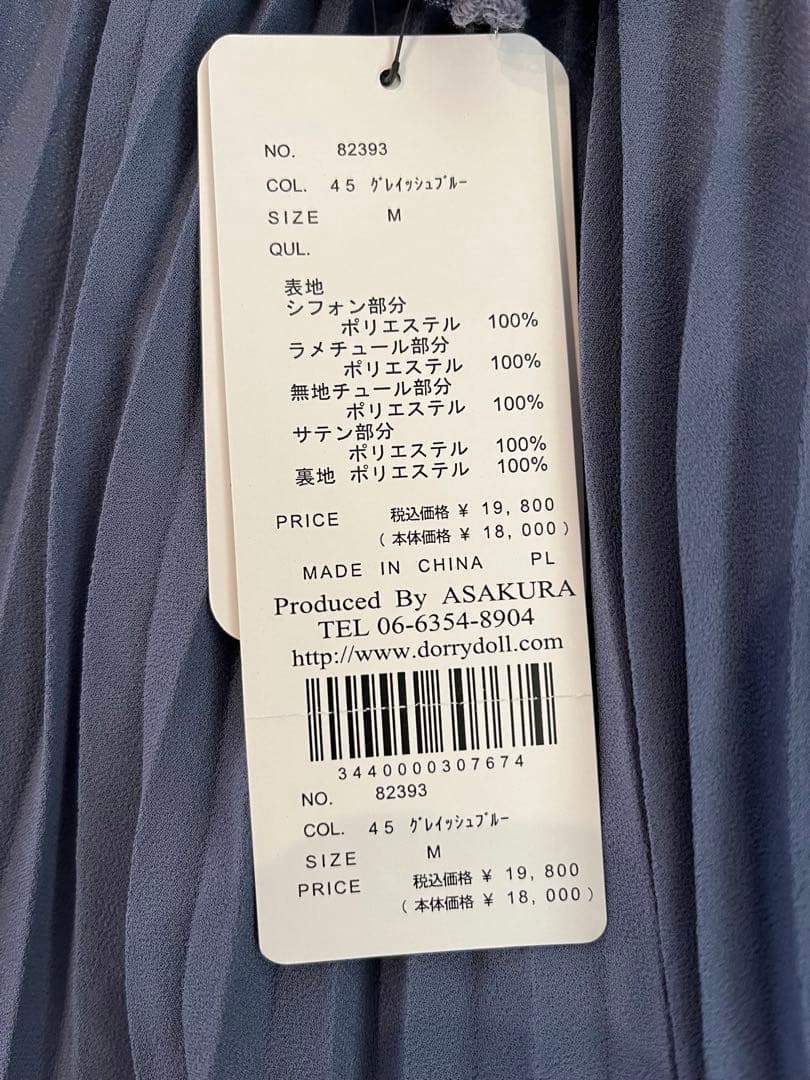 NO. 82393
COL. 45 ｸﾞﾚｲｯｼｭﾌﾞﾙｰ
SIZE M
QUL.
表地
シフォン部分
ポリエステル 100%
ラメチュール部分
ポリエステル 100%
無地チュール部分
ポリエステル 100%
サテン部分
ポリエステル 100%
裏地 ポリエステル 100%
PRICE 税込価格 ¥ 19,800
(本体価格 ¥ 18,000)
MADE IN CHINA PL
Produced By ASAKURA
TEL 06-6354-8904
http://www.dorrydoll.com
3440000307674
NO. 82393
COL. 45 ｸﾞﾚｲｯｼｭﾌﾞﾙｰ
SIZE M
PRICE 税込価格 ¥ 19,800
(本体価格 ¥ 18,000)